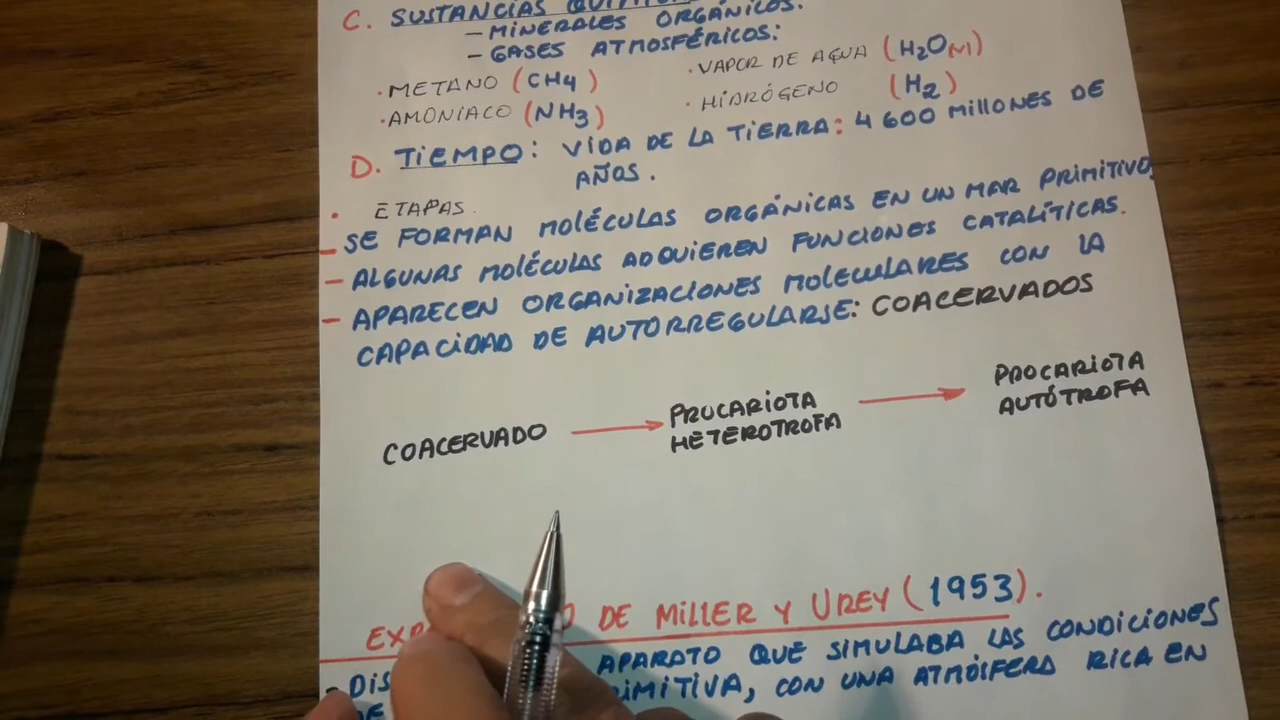 C. SUSTANCIAS
– MINERALES ORGÁNICOS.
– GASES ATMOSFÉRICOS:
· METANO (CH4) · VAPOR DE AGUA (H2O(V))
· AMONIACO (NH3) · HIDRÓGENO (H2)
D. TIEMPO: VIDA DE LA TIERRA: 4 600 MILLONES DE
AÑOS.
· ETAPAS.
– SE FORMAN MOLÉCULAS ORGÁNICAS EN UN MAR PRIMITIVO.
– ALGUNAS MOLÉCULAS ADQUIEREN FUNCIONES CATALÍTICAS.
– APARECEN ORGANIZACIONES MOLECULARES CON LA
CAPACIDAD DE AUTORREGULARSE: COACERVADOS
COACERVADO → PROCARIOTA HETEROTROFA → PROCARIOTA AUTÓTROFA
DE MILLER Y UREY (1953).
APARATO QUE SIMULABA LAS CONDICIONES
DE CON UNA ATMÓSFERA RICA EN